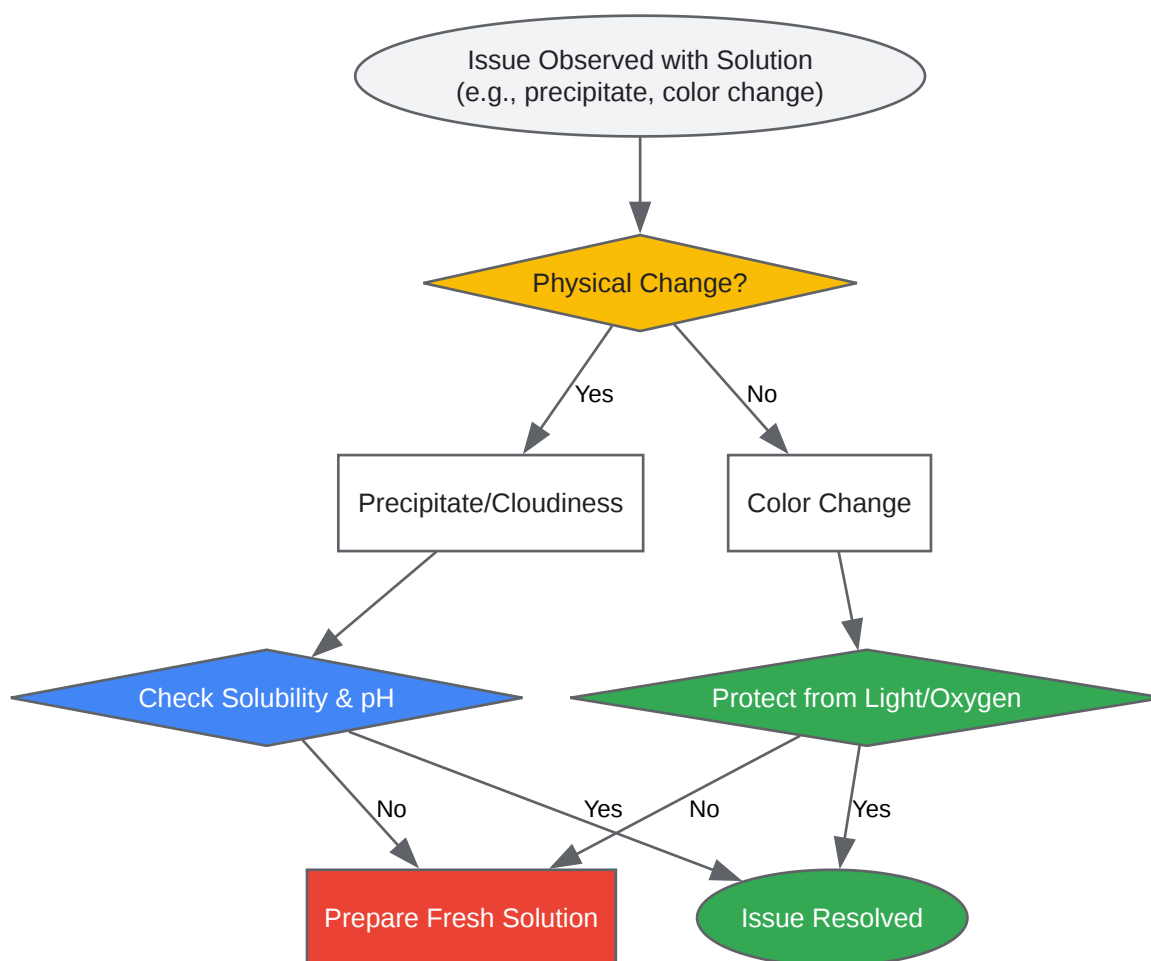 Issue Observed with Solution
(e.g., precipitate, color change)
Physical Change?
Yes
No
Precipitate/Cloudiness
Color Change
Check Solubility & pH
Protect from Light/Oxygen
No
Yes
No
Yes
Prepare Fresh Solution
Issue Resolved